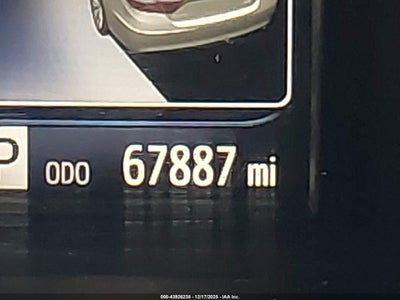 P
ODO 67887 mi
000-43926238 - 12/17/2025 - IAA Inc.